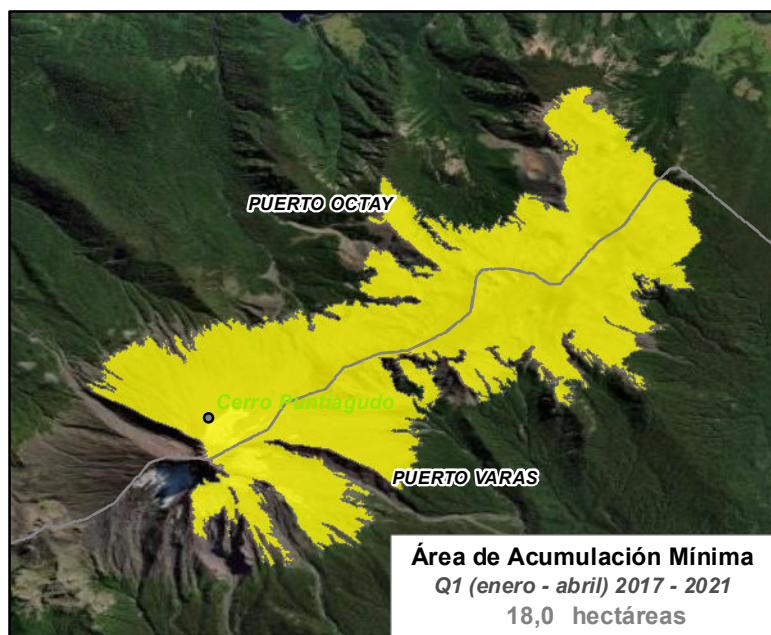 PUERTO OCTAY
Cerro Puntiagudo
PUERTO VARAS
Área de Acumulación Mínima
Q1 (enero - abril) 2017 - 2021
18,0 hectáreas